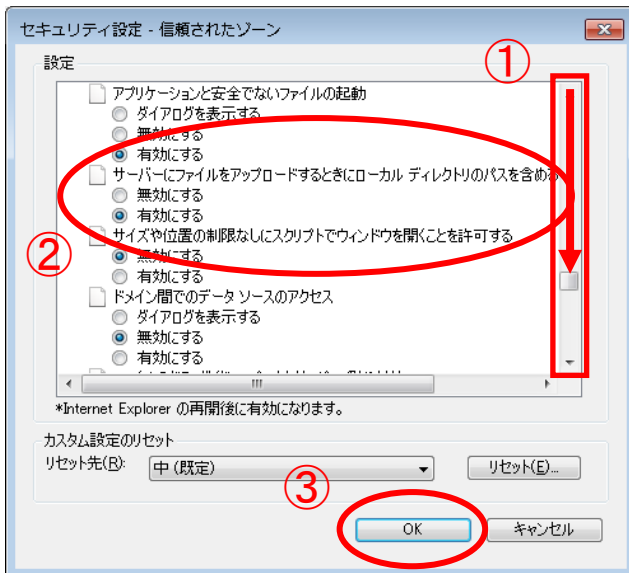 セキュリティ設定 - 信頼されたゾーン
設定
①
アプリケーションと安全でないファイルの起動
ダイアログを表示する
無効にする
有効にする
サーバーにファイルをアップロードするときにローカル ディレクトリのパスを含める
無効にする
有効にする
サイズや位置の制限なしにスクリプトでウィンドウを開くことを許可する
②
無効にする
有効にする
ドメイン間でのデータ ソースのアクセス
ダイアログを表示する
無効にする
有効にする
*Internet Explorer の再開後に有効になります。
カスタム設定のリセット
リセット先(R):
中 (既定)
リセット(E)...
③
OK
キャンセル